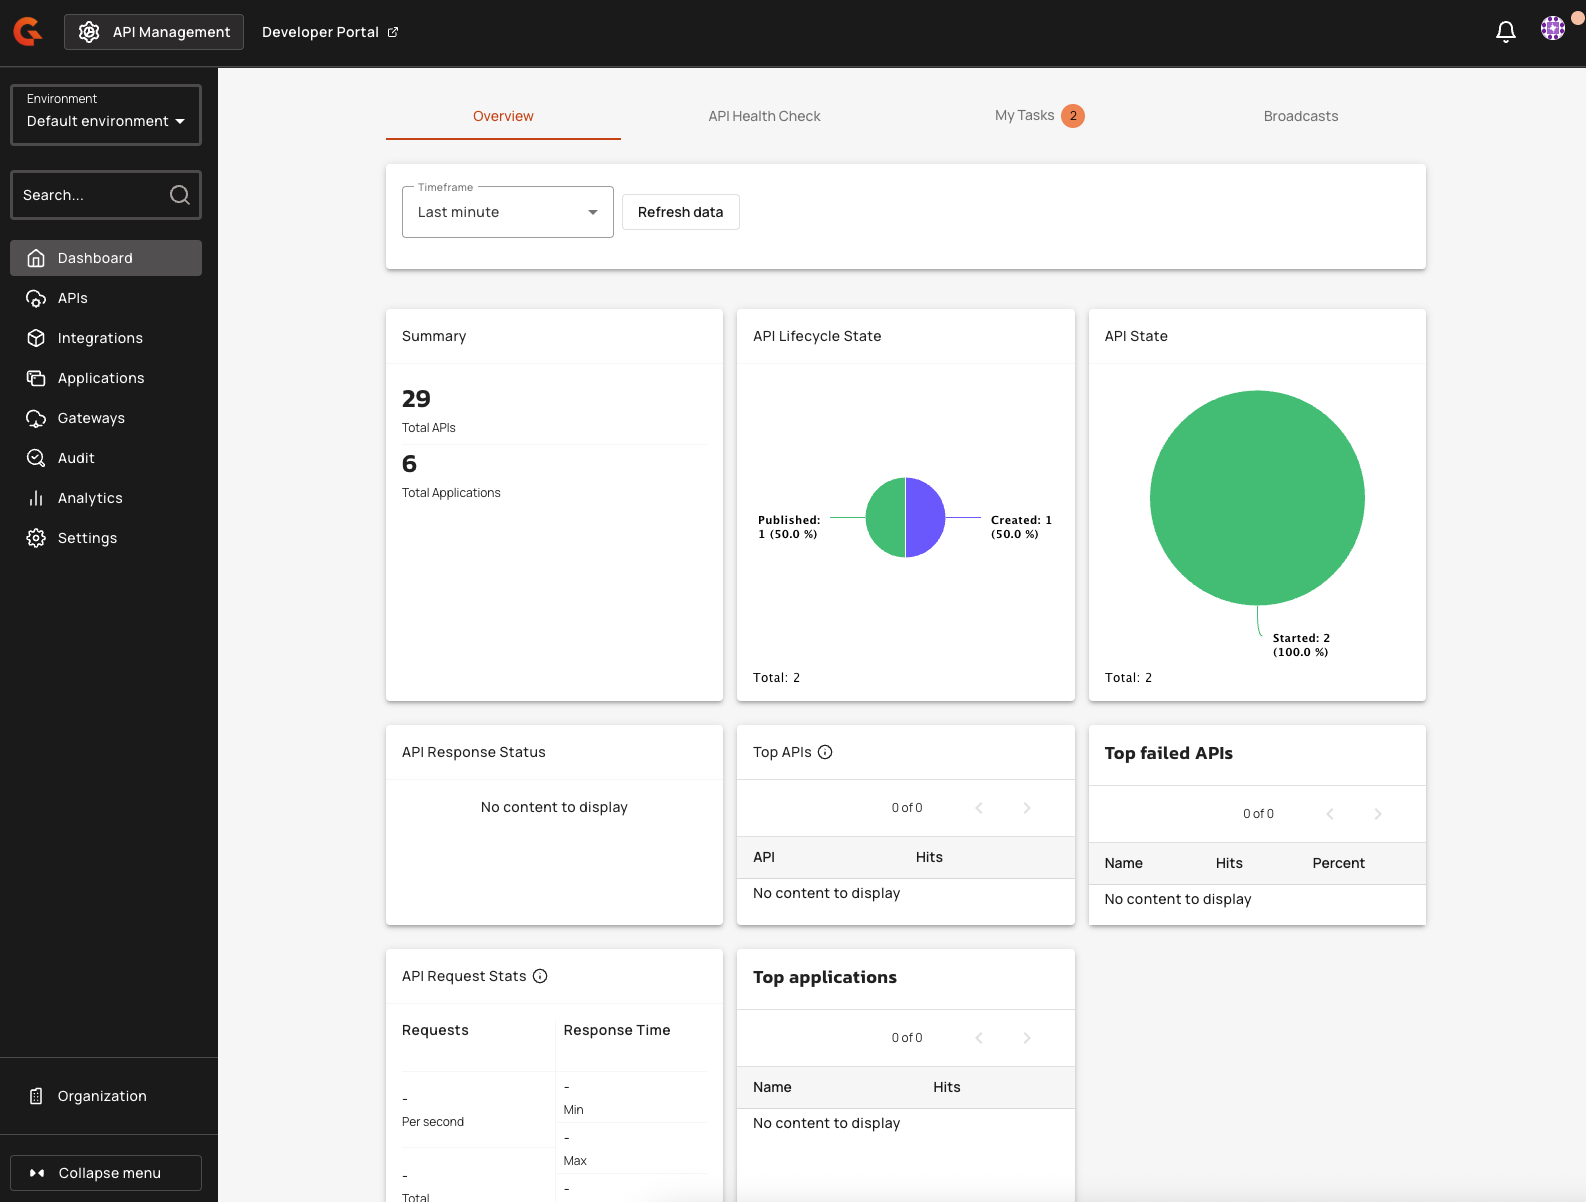 API Management
Developer Portal
Environment
Default environment
Search...
Dashboard
APIs
Integrations
Applications
Gateways
Audit
Analytics
Settings
Organization
Collapse menu
Overview
API Health Check
My Tasks 2
Broadcasts
Timeframe
Last minute
Refresh data
Summary
29
Total APIs
6
Total Applications
API Lifecycle State
Published:
1 (50.0 %)
Created: 1
(50.0 %)
Total: 2
API State
Started: 2
(100.0 %)
Total: 2
API Response Status
No content to display
Top APIs
0 of 0
API Hits
No content to display
Top failed APIs
0 of 0
Name Hits Percent
No content to display
API Request Stats
Requests
-
Per second
-
Total
Response Time
-
Min
-
Max
-
Top applications
0 of 0
Name Hits
No content to display